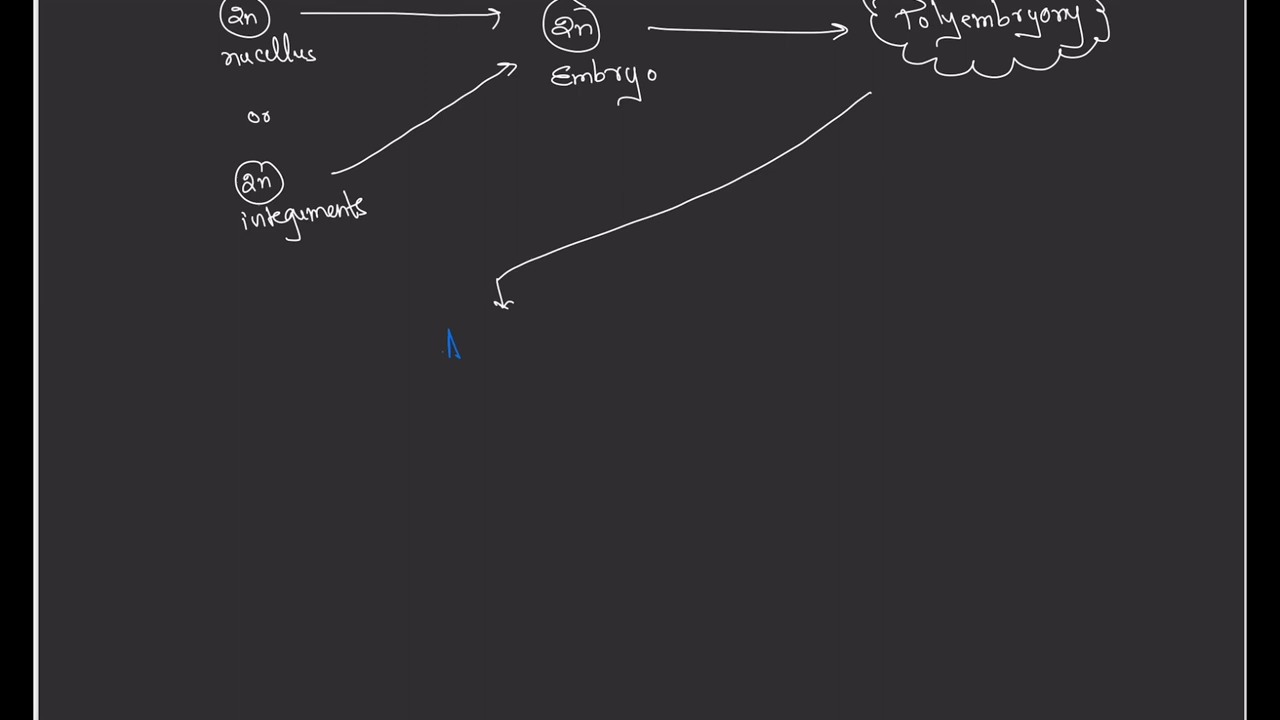 2n 2n Polyembryony
nucellus Embryo
or
2n
integuments